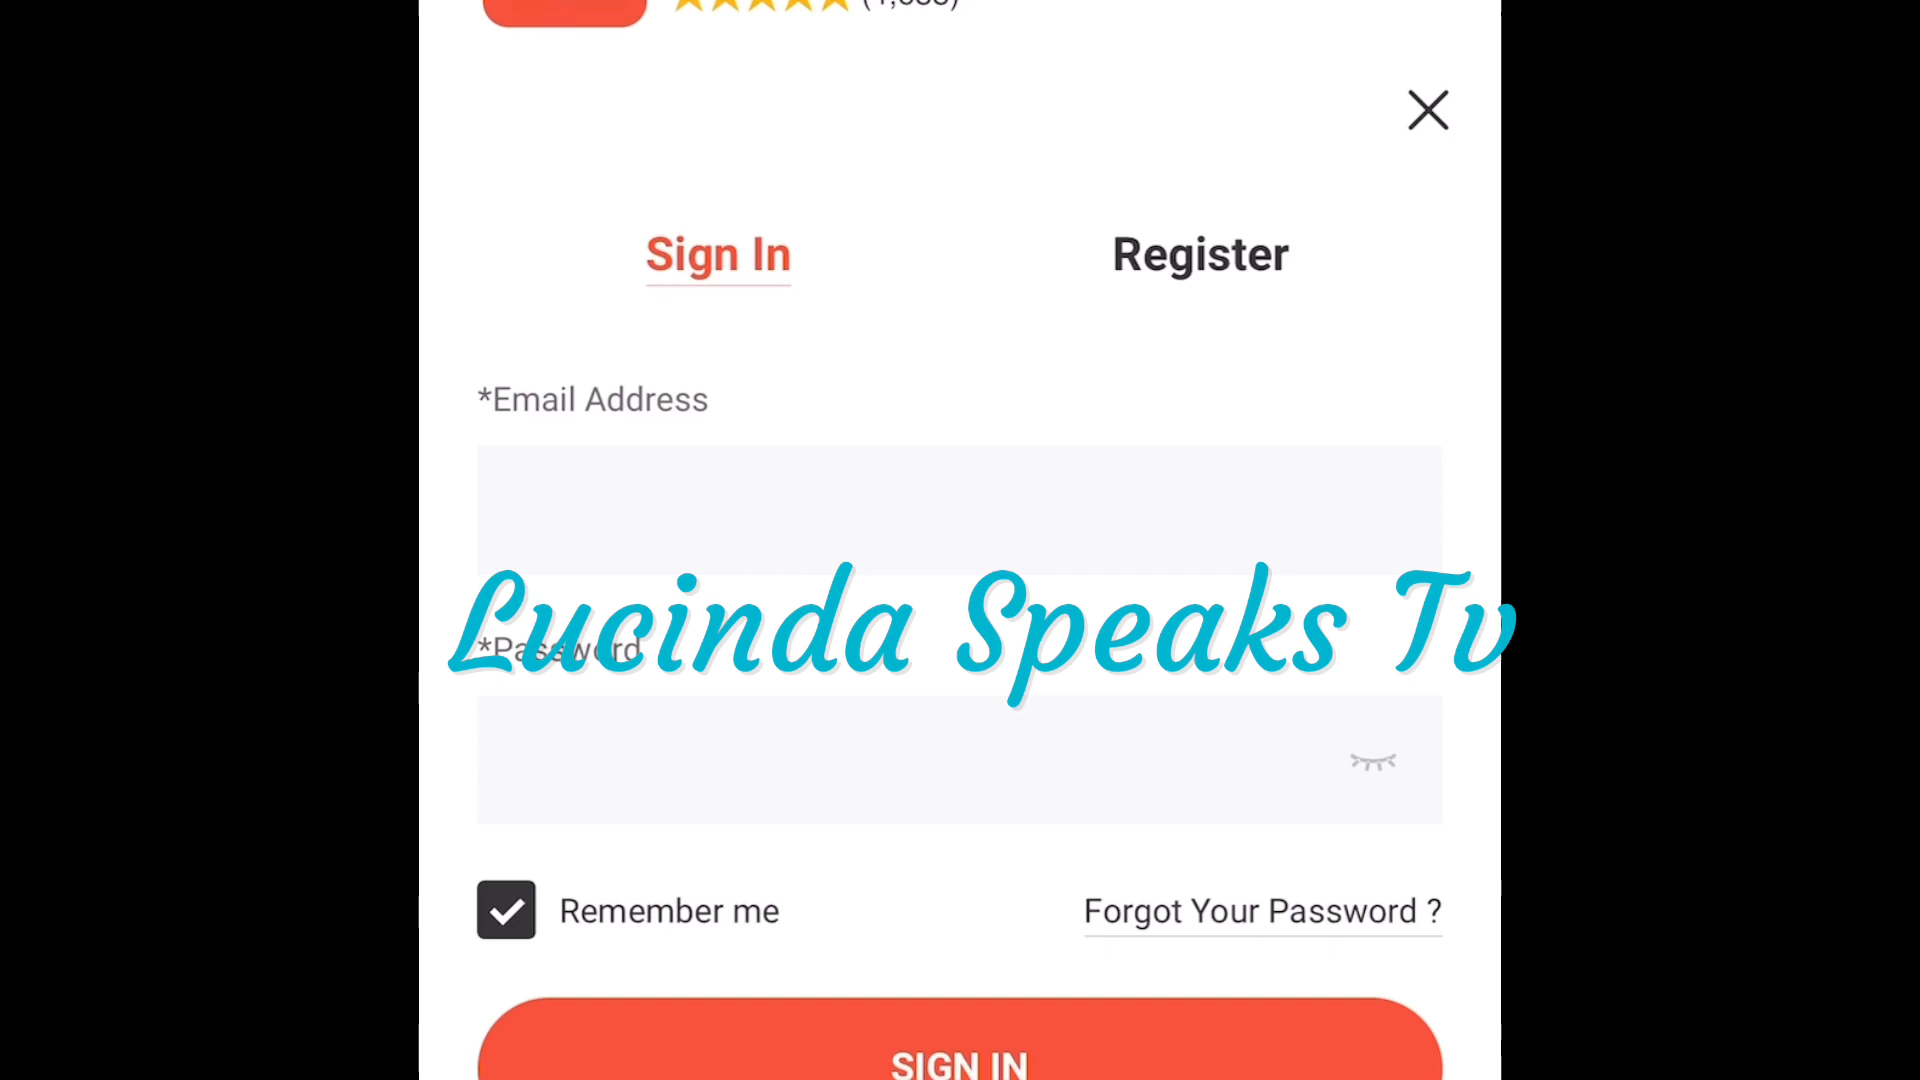 Sign In Register
*Email Address
Lucinda Speaks Tv
*Password
Remember me Forgot Your Password ?
SIGN IN